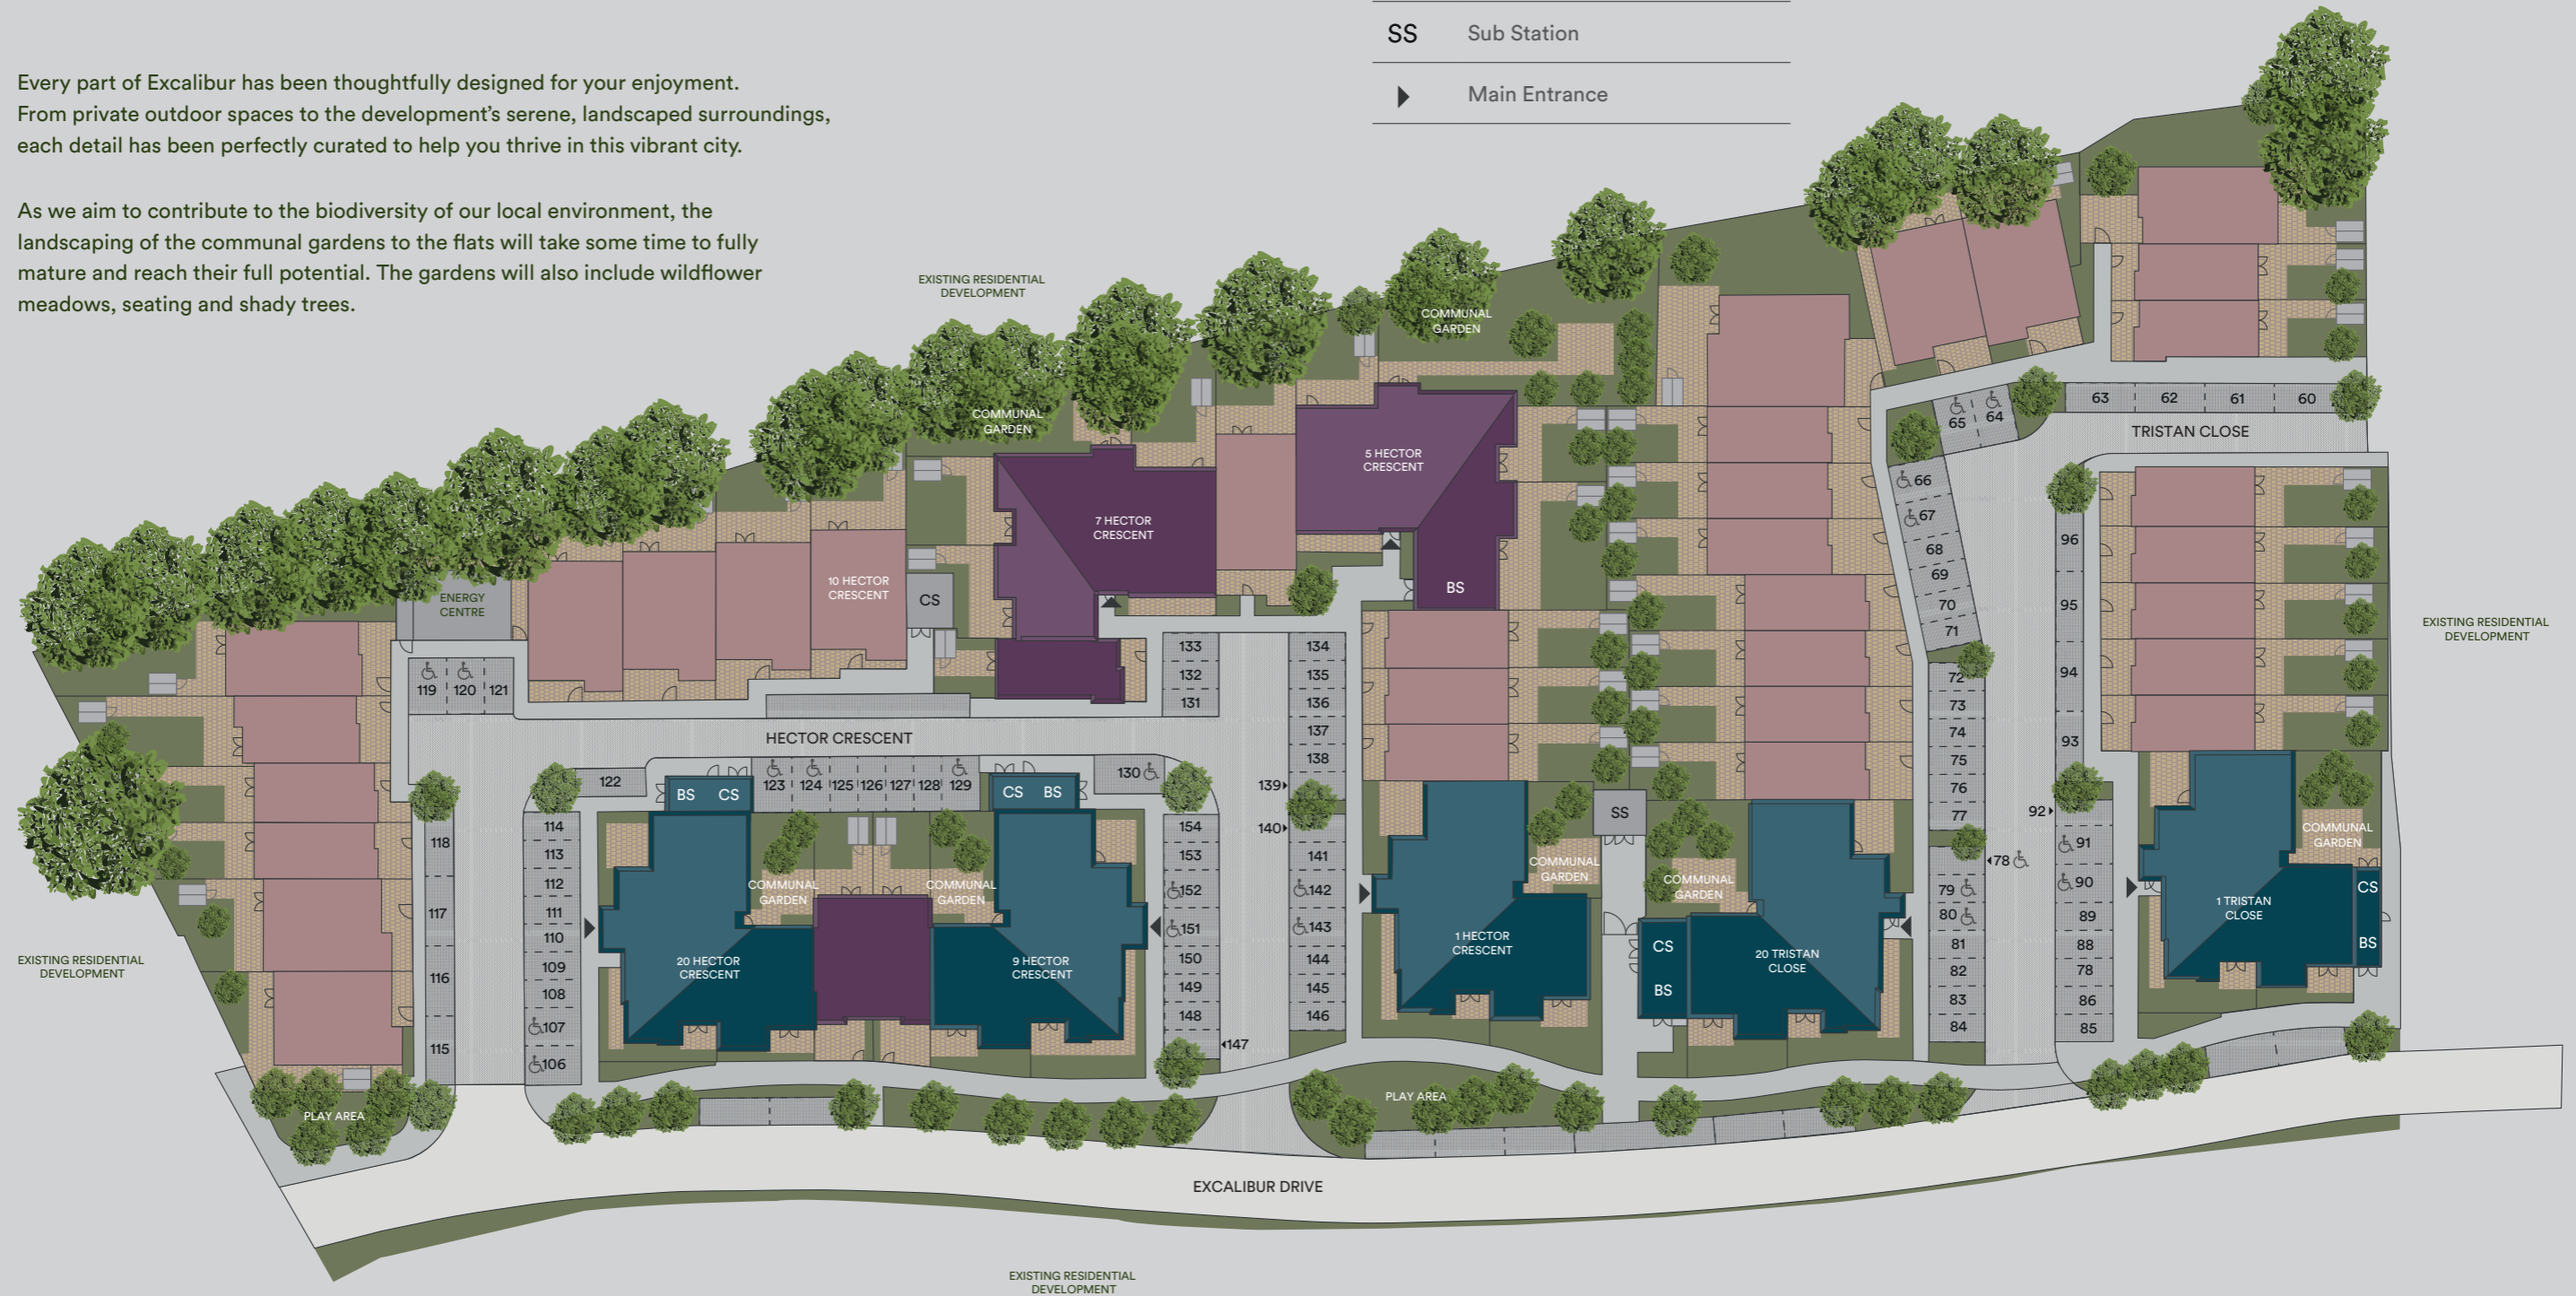 SS Sub Station
Main Entrance
Every part of Excalibur has been thoughtfully designed for your enjoyment.
From private outdoor spaces to the development’s serene, landscaped surroundings,
each detail has been perfectly curated to help you thrive in this vibrant city.
As we aim to contribute to the biodiversity of our local environment, the
landscaping of the communal gardens to the flats will take some time to fully
mature and reach their full potential. The gardens will also include wildflower
meadows, seating and shady trees.
EXISTING RESIDENTIAL
DEVELOPMENT
COMMUNAL
GARDEN
COMMUNAL
GARDEN
63 62 61 60
65 64
TRISTAN CLOSE
5 HECTOR
CRESCENT
7 HECTOR
CRESCENT
BS
10 HECTOR
CRESCENT
CS
ENERGY
CENTRE
66
67
68
69
70
71
72
73
74
75
76
77
96
95
94
93
92
EXISTING RESIDENTIAL
DEVELOPMENT
119 120 121
133
132
131
134
135
136
137
138
139
140
HECTOR CRESCENT
122
BS CS
123 124 125 126 127 128 129
CS BS
130
SS
118
117
116
115
114
113
112
111
110
109
108
107
106
COMMUNAL
GARDEN
COMMUNAL
GARDEN
20 HECTOR
CRESCENT
9 HECTOR
CRESCENT
154
153
152
151
150
149
148
147
141
142
143
144
145
146
COMMUNAL
GARDEN
1 HECTOR
CRESCENT
COMMUNAL
GARDEN
CS
BS
20 TRISTAN
CLOSE
78
79
80
81
82
83
84
91
90
89
88
78
86
85
COMMUNAL
GARDEN
1 TRISTAN
CLOSE
CS
BS
EXISTING RESIDENTIAL
DEVELOPMENT
PLAY AREA
PLAY AREA
EXCALIBUR DRIVE
EXISTING RESIDENTIAL
DEVELOPMENT